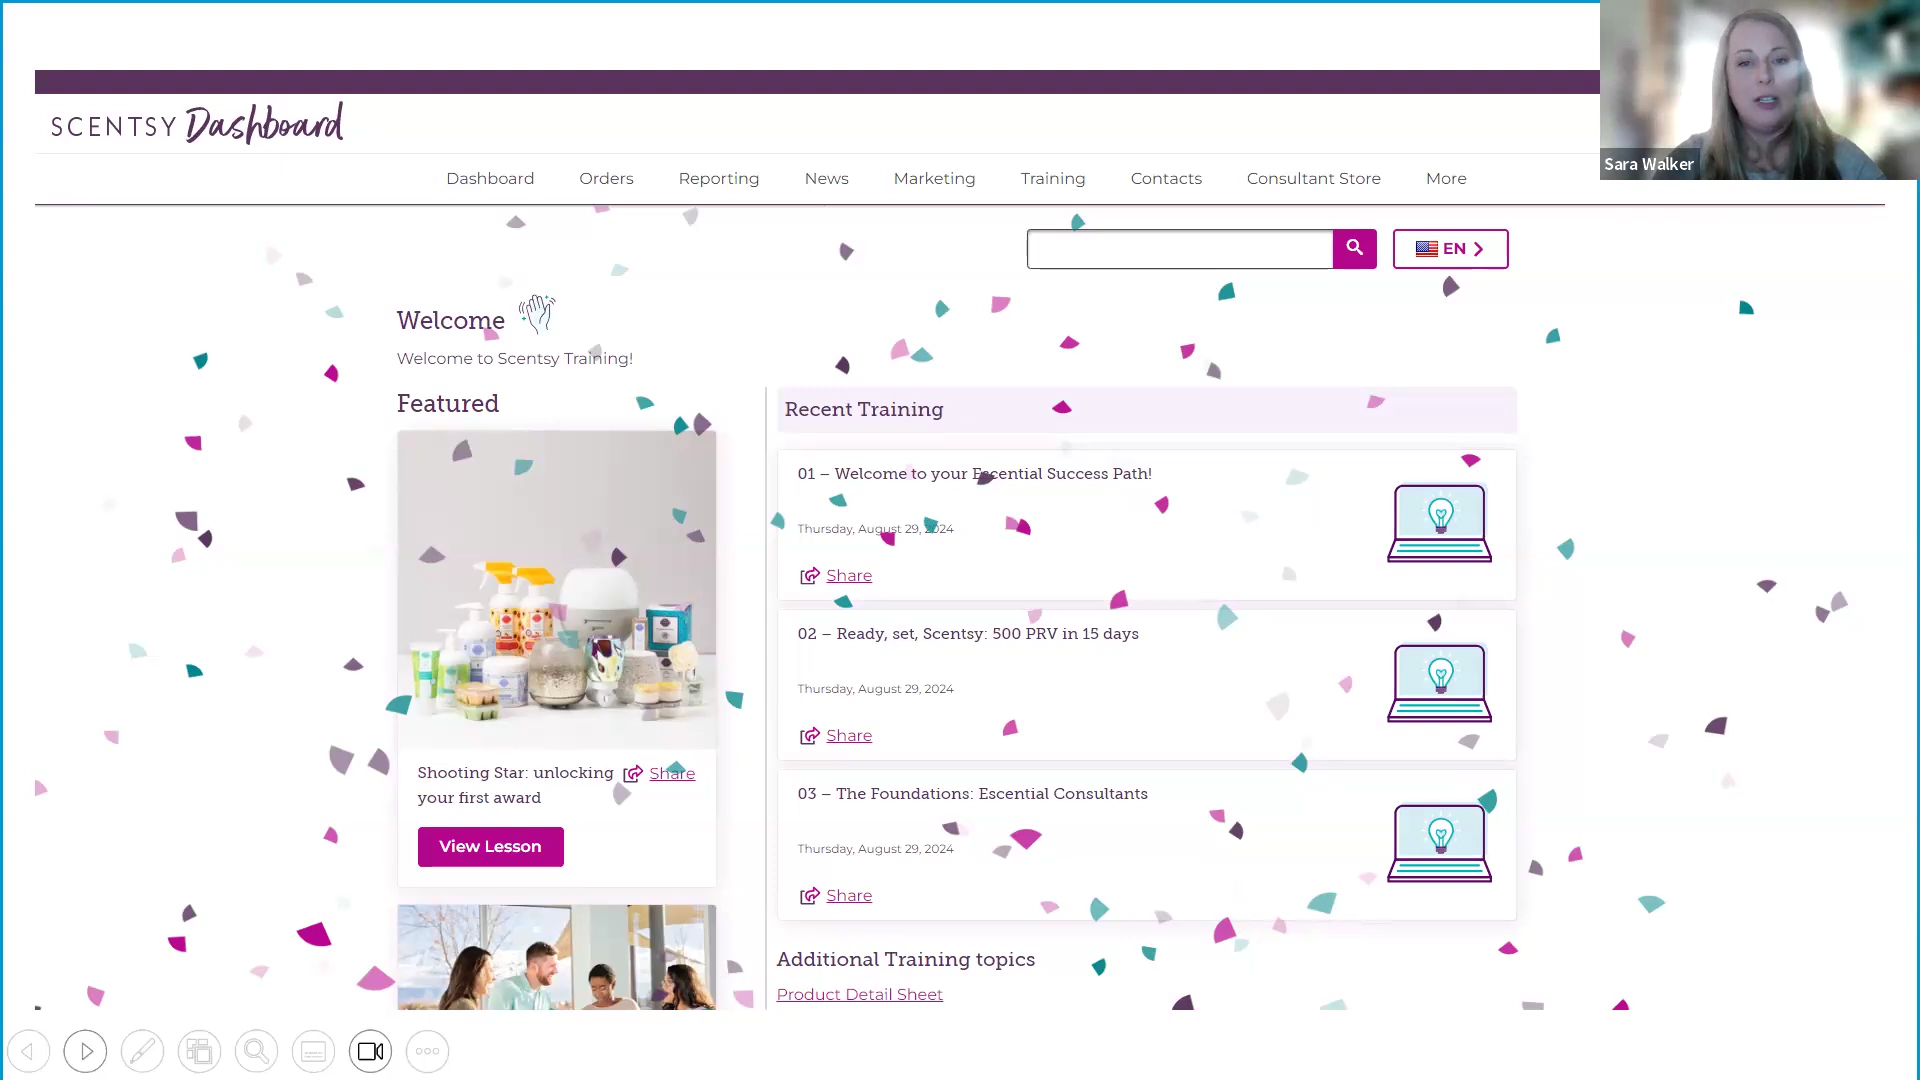 SCENTSY Dashboard
Sara Walker
Dashboard Orders Reporting News Marketing Training Contacts Consultant Store More
EN
Welcome
Welcome to Scentsy Training!
Featured
Shooting Star: unlocking
your first award
Share
View Lesson
Recent Training
01 – Welcome to your Escential Success Path!
Thursday, August 29, 2024
Share
02 – Ready, set, Scentsy: 500 PRV in 15 days
Thursday, August 29, 2024
Share
03 – The Foundations: Escential Consultants
Thursday, August 29, 2024
Share
Additional Training topics
Product Detail Sheet